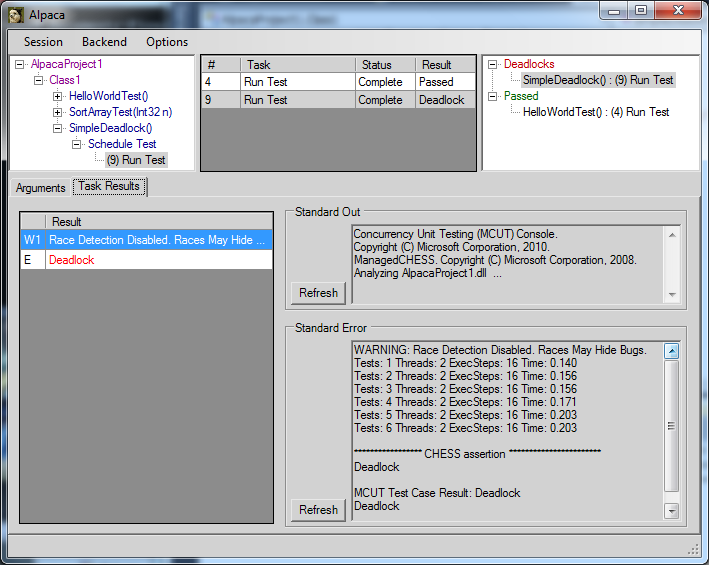 Alpaca
Session Backend Options
AlpacaProject1
Class1
HelloWorldTest()
SortArrayTest(Int32 n)
SimpleDeadlock()
Schedule Test
(9) Run Test
# Task Status Result
4 Run Test Complete Passed
9 Run Test Complete Deadlock
Deadlocks
SimpleDeadlock() : (9) Run Test
Passed
HelloWorldTest() : (4) Run Test
Arguments Task Results
Result
W1 Race Detection Disabled. Races May Hide ...
E Deadlock
Standard Out
Concurrency Unit Testing (MCUT) Console.
Copyright (C) Microsoft Corporation, 2010.
ManagedCHESS. Copyright (C) Microsoft Corporation, 2008.
Analyzing AlpacaProject1.dll ...
Refresh
Standard Error
WARNING: Race Detection Disabled. Races May Hide Bugs.
Tests: 1 Threads: 2 ExecSteps: 16 Time: 0.140
Tests: 2 Threads: 2 ExecSteps: 16 Time: 0.156
Tests: 3 Threads: 2 ExecSteps: 16 Time: 0.156
Tests: 4 Threads: 2 ExecSteps: 16 Time: 0.171
Tests: 5 Threads: 2 ExecSteps: 16 Time: 0.203
Tests: 6 Threads: 2 ExecSteps: 16 Time: 0.203
***************** CHESS assertion ***********************
Deadlock
MCUT Test Case Result: Deadlock
Deadlock
Refresh